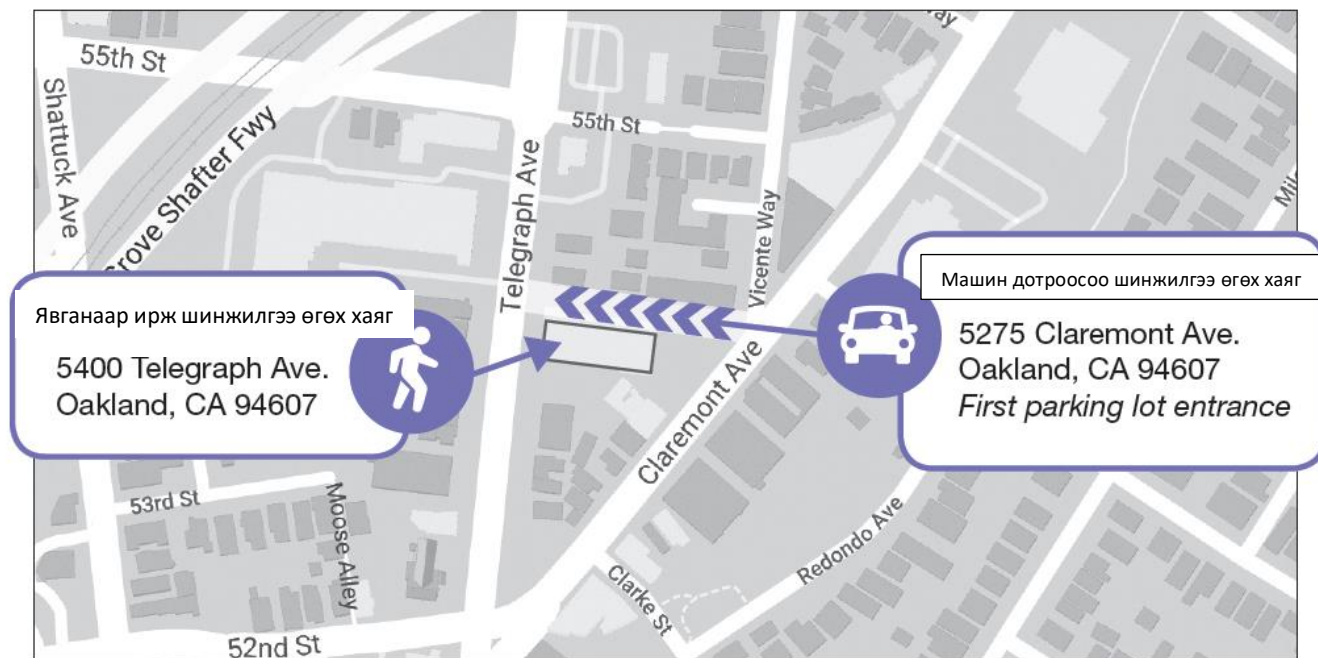 55th St
Shattuck Ave
Grove Shafter Fwy
Telegraph Ave
55th St
Vicente Way
Way
Явганаар ирж шинжилгээ өгөх хаяг
5400 Telegraph Ave.
Oakland, CA 94607
Машин дотроосоо шинжилгээ өгөх хаяг
5275 Claremont Ave.
Oakland, CA 94607
First parking lot entrance
Claremont Ave
53rd St
Moose Alley
Redondo Ave
Clarke St
52nd St